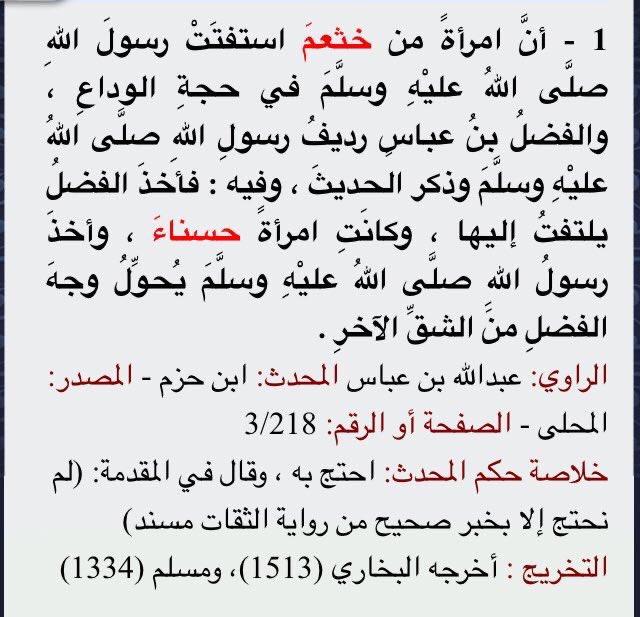 1 - أنَّ امرأةً من خثعمَ استفتَتْ رسولَ اللهِ
صلَّى اللهُ عليْهِ وسلَّمَ في حجةِ الوداعِ ،
والفضلُ بنُ عباسٍ رديفُ رسولِ اللهِ صلَّى اللهُ
عليْهِ وسلَّمَ وذكر الحديثَ ، وفيه : فأخذَ الفضلُ
يلتفتُ إليها ، وكانَتِ امرأةً حسناءَ ، وأخذَ
رسولُ اللهِ صلَّى اللهُ عليْهِ وسلَّمَ يُحوِّلُ وجهَ
الفضلِ منَ الشقِّ الآخرِ .
الراوي: عبدالله بن عباس المحدث: ابن حزم - المصدر:
المحلى - الصفحة أو الرقم: 3/218
خلاصة حكم المحدث: احتج به ، وقال في المقدمة: (لم
نحتج إلا بخبر صحيح من رواية الثقات مسند)
التخريج : أخرجه البخاري (1513)، ومسلم (1334)